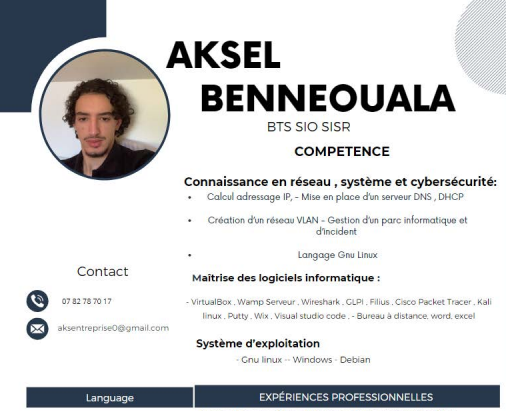 AKSEL
BENNEOUALA
BTS SIO SISR
COMPETENCE
Connaissance en réseau , système et cybersécurité:
• Calcul adressage IP, - Mise en place d'un serveur DNS , DHCP
• Création d'un réseau VLAN - Gestion d'un parc informatique et
d'incident
• Langage Gnu Linux
Contact
07 82 78 70 17
aksentreprise0@gmail.com
Maîtrise des logiciels informatique :
- VirtualBox , Wamp Serveur , Wireshark , GLPI , Filius , Cisco Packet Tracer , Kali
linux , Putty , Wix , Visual studio code , - Bureau à distance, word, excel
Système d'exploitation
- Gnu linux -- Windows - Debian
Language
EXPÉRIENCES PROFESSIONNELLES